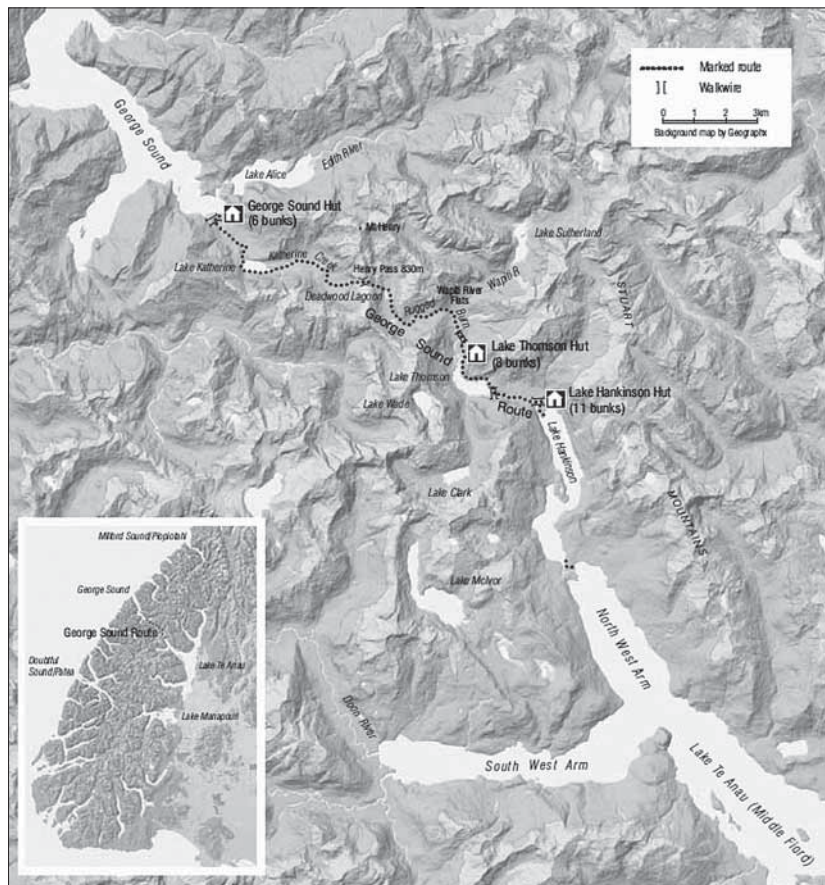 Marked route
Walkwire
0 1 2 3km
Background map by Geographx
George Sound
Lake Alice
Edith River
George Sound Hut
(6 bunks)
Mt Henry
Lake Sutherland
Katherine
Creek
Lake Katherine
Henry Pass 830m
Deadwood Lagoon
Wapiti R
Wapiti River
Flats
Rugged
Burn
STUART
George Sound
Lake Thomson Hut
(8 bunks)
Lake Thomson
Lake Hankinson Hut
(11 bunks)
Lake Wade
Route
Lake Hankinson
Lake Clark
MOUNTAINS
Lake McIvor
North West Arm
Doon River
South West Arm
Lake Te Anau (Middle Fiord)
Milford Sound/Piopiotahi
George Sound
George Sound Route
Doubtful
Sound/Patea
Lake Te Anau
Lake Manapouri